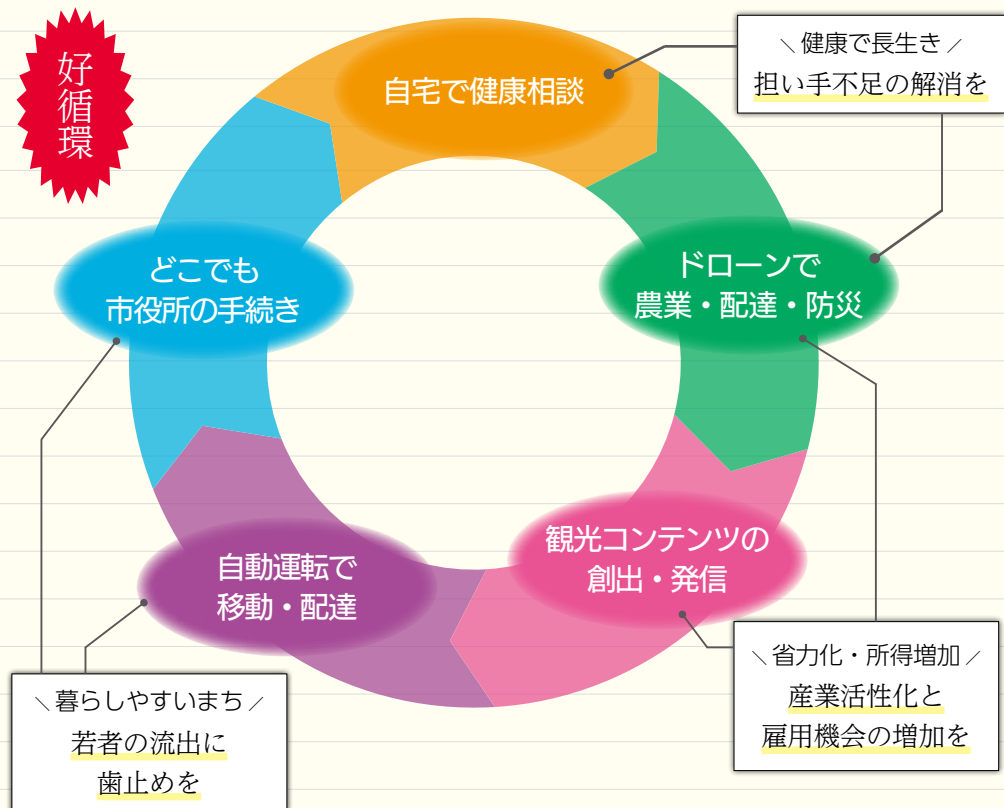 好循環
自宅で健康相談
健康で長生き
担い手不足の解消を
ドローンで
農業・配達・防災
どこでも
市役所の手続き
観光コンテンツの
創出・発信
自動運転で
移動・配達
省力化・所得増加
産業活性化と
雇用機会の増加を
暮らしやすいまち
若者の流出に
歯止めを